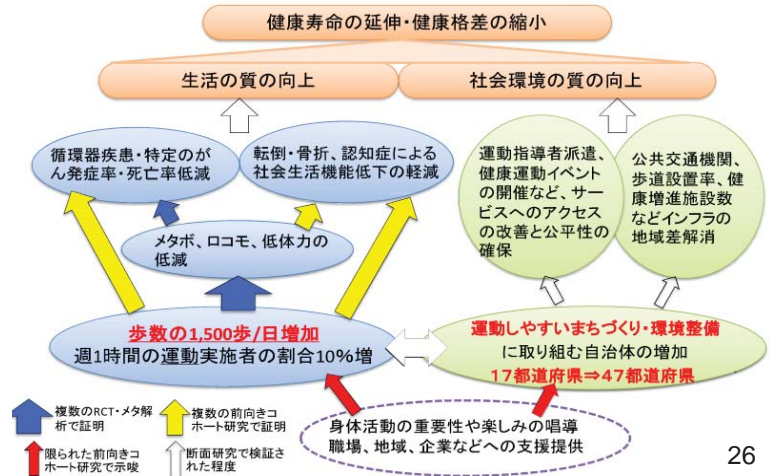 健康寿命の延伸・健康格差の縮小
生活の質の向上
社会環境の質の向上
循環器疾患・特定のが
ん発症率・死亡率低減
転倒・骨折、認知症による
社会生活機能低下の軽減
運動指導者派遣、
健康運動イベント
の開催など、サー
ビスへのアクセス
の改善と公平性の
確保
公共交通機関、
歩道設置率、健
康増進施設数
などインフラの
地域差解消
メタボ、ロコモ、低体力の
低減
歩数の1,500歩/日増加
週1時間の運動実施者の割合10%増
運動しやすいまちづくり・環境整備
に取り組む自治体の増加
17都道府県⇒47都道府県
身体活動の重要性や楽しみの唱導
職場、地域、企業などへの支援提供
複数のRCT・メタ解
析で証明
複数の前向きコ
ホート研究で証明
限られた前向きコ
ホート研究で示唆
断面研究で検証さ
れた程度
26